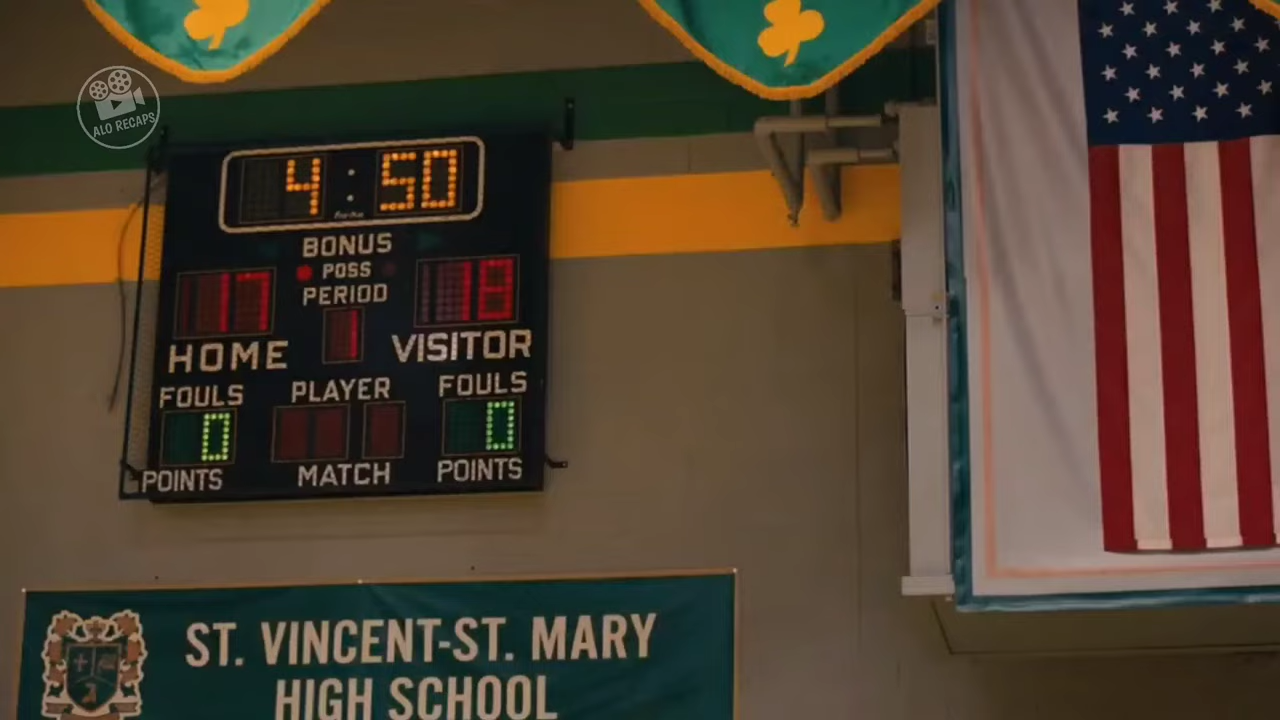 ALO RECAPS
4:50
BONUS
POSS
PERIOD
17 1 18
HOME VISITOR
FOULS PLAYER FOULS
0 0
POINTS MATCH POINTS
ST. VINCENT-ST. MARY
HIGH SCHOOL